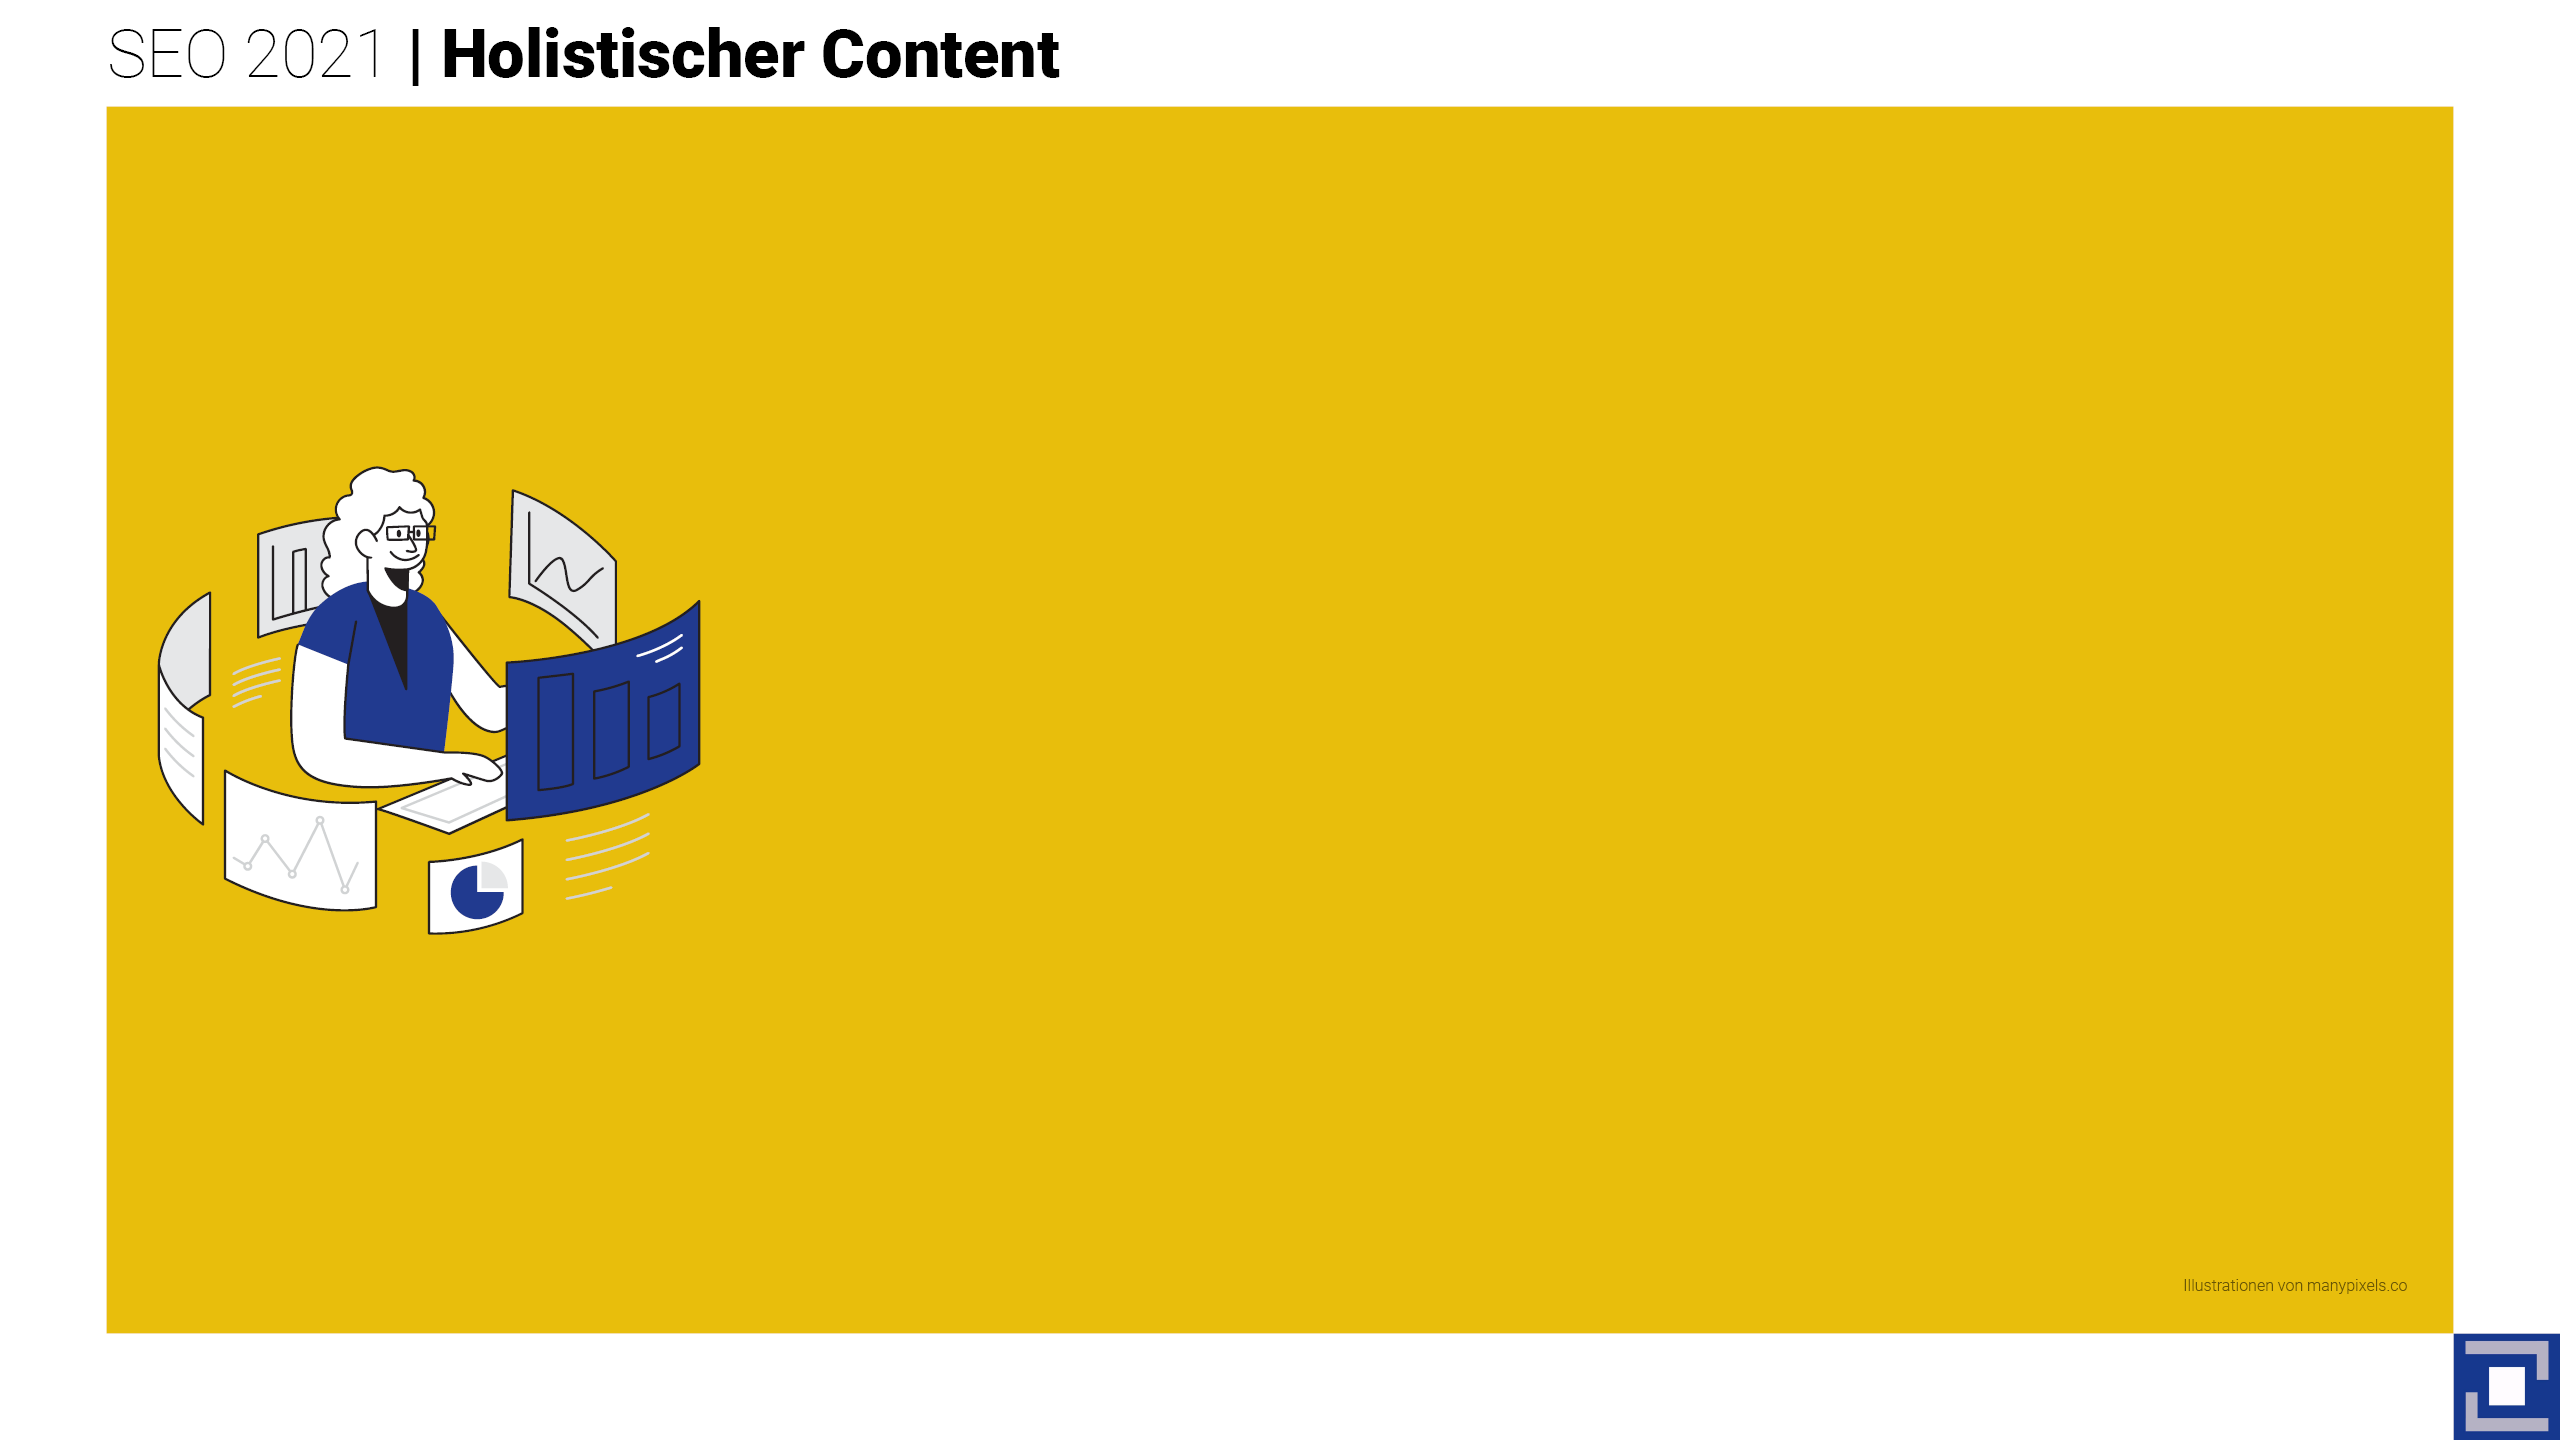 SEO 2021 | Holistischer Content
Illustrationen von manypixels.co